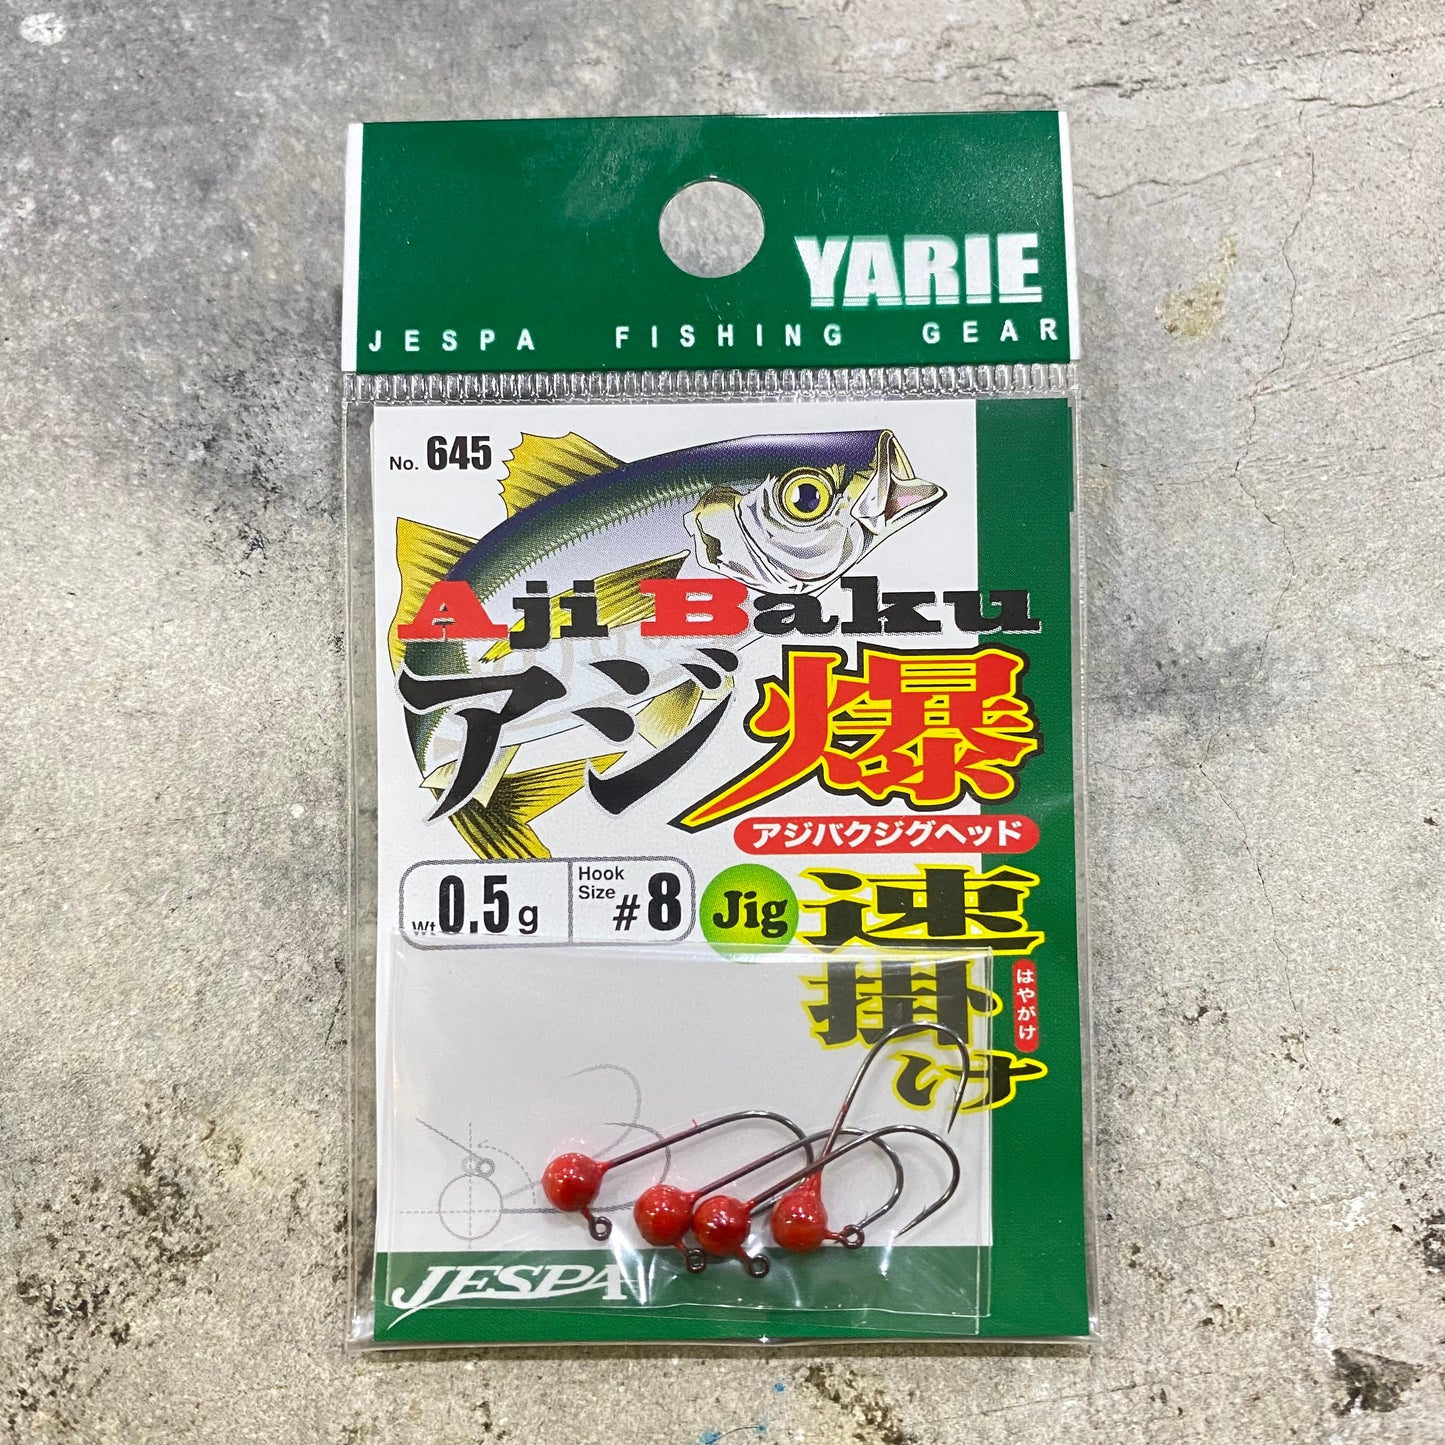 YARIE
JESPA FISHING GEAR
No. 645
Aji Baku
アジ爆
アジバクジグヘッド
Wt 0.5g
Hook Size #8
Jig
速掛け
はやがけ
JESPA